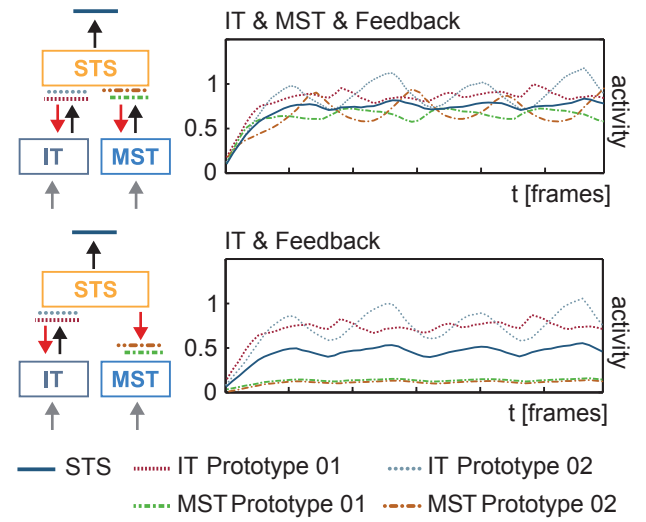 IT & MST & Feedback
STS
IT
MST
1
0.5
0
activity
t [frames]
IT & Feedback
STS
IT
MST
1
0.5
0
activity
t [frames]
STS
IT Prototype 01
IT Prototype 02
MST Prototype 01
MST Prototype 02